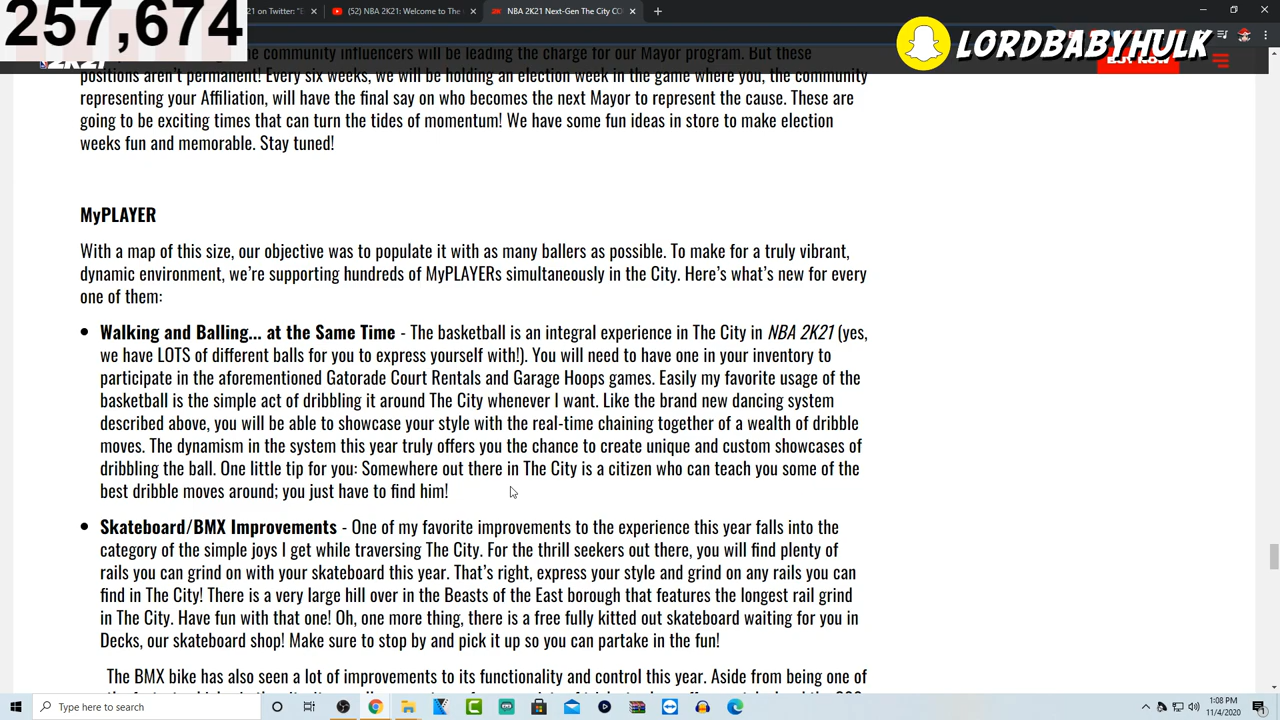 257,674
21 on Twitter: "E
(52) NBA 2K21: Welcome To The
NBA 2K21 Next-Gen The City CO
LORDBABYHULK
BUY NOW
positions aren't permanent! Every six weeks, we will be holding an election week in the game where you, the community
representing your Affiliation, will have the final say on who becomes the next Mayor to represent the cause. These are
going to be exciting times that can turn the tides of momentum! We have some fun ideas in store to make election
weeks fun and memorable. Stay tuned!
MyPLAYER
With a map of this size, our objective was to populate it with as many ballers as possible. To make for a truly vibrant,
dynamic environment, we're supporting hundreds of MyPLAYERs simultaneously in the City. Here's what's new for every
one of them:
• Walking and Balling... at the Same Time - The basketball is an integral experience in The City in NBA 2K21 (yes,
we have LOTS of different balls for you to express yourself with!). You will need to have one in your inventory to
participate in the aforementioned Gatorade Court Rentals and Garage Hoops games. Easily my favorite usage of the
basketball is the simple act of dribbling it around The City whenever I want. Like the brand new dancing system
described above, you will be able to showcase your style with the real-time chaining together of a wealth of dribble
moves. The dynamism in the system this year truly offers you the chance to create unique and custom showcases of
dribbling the ball. One little tip for you: Somewhere out there in The City is a citizen who can teach you some of the
best dribble moves around; you just have to find him!
• Skateboard/BMX Improvements - One of my favorite improvements to the experience this year falls into the
category of the simple joys I get while traversing The City. For the thrill seekers out there, you will find plenty of
rails you can grind on with your skateboard this year. That's right, express your style and grind on any rails you can
find in The City! There is a very large hill over in the Beasts of the East borough that features the longest rail grind
in The City. Have fun with that one! Oh, one more thing, there is a free fully kitted out skateboard waiting for you in
Decks, our skateboard shop! Make sure to stop by and pick it up so you can partake in the fun!
The BMX bike has also seen a lot of improvements to its functionality and control this year. Aside from being one of
Type here to search
1:08 PM
11/4/2020